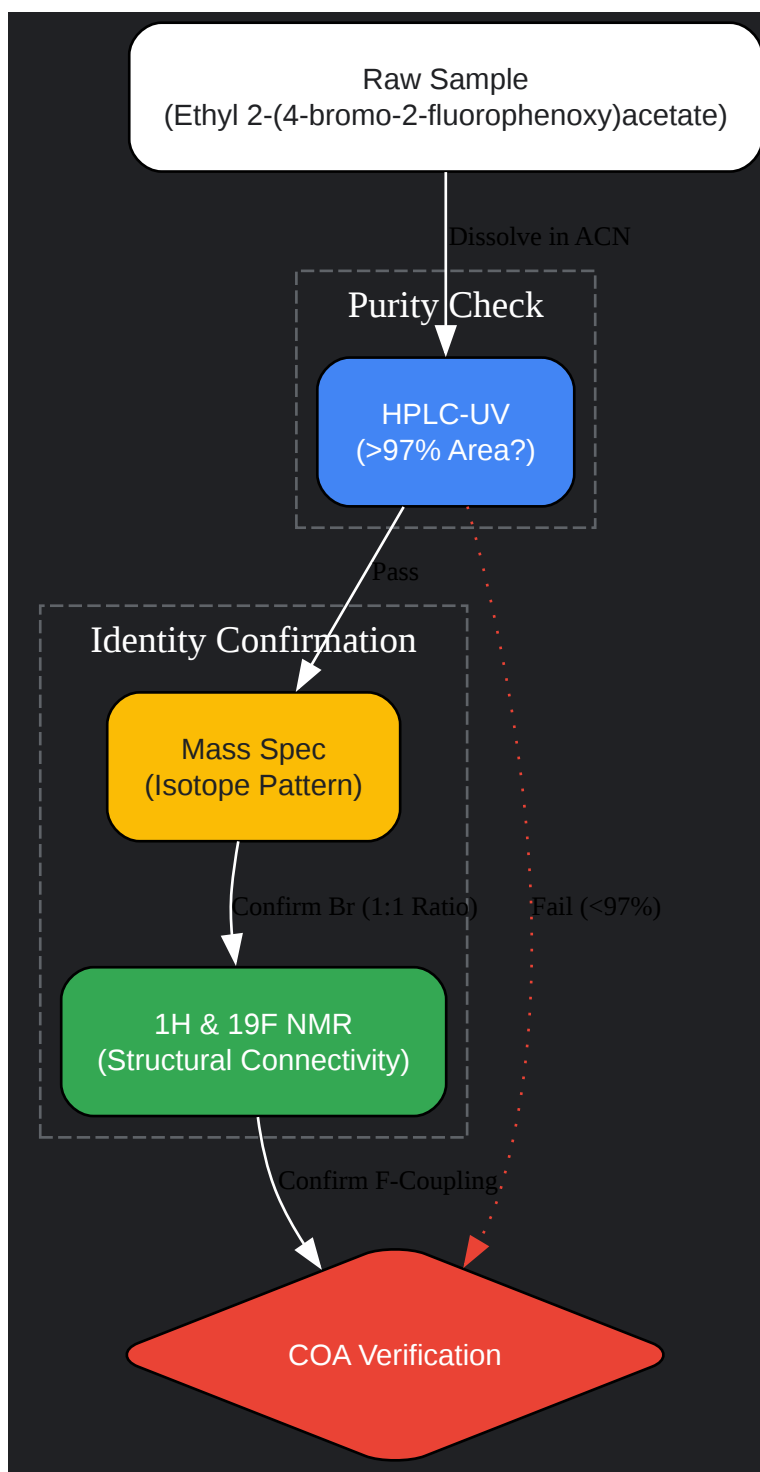 Raw Sample
(Ethyl 2-(4-bromo-2-fluorophenoxy)acetate)
Dissolve in ACN
Purity Check
HPLC-UV
(>97% Area?)
Pass
Identity Confirmation
Mass Spec
(Isotope Pattern)
Confirm Br (1:1 Ratio)
Fail (<97%)
1H & 19F NMR
(Structural Connectivity)
Confirm F-Coupling
COA Verification